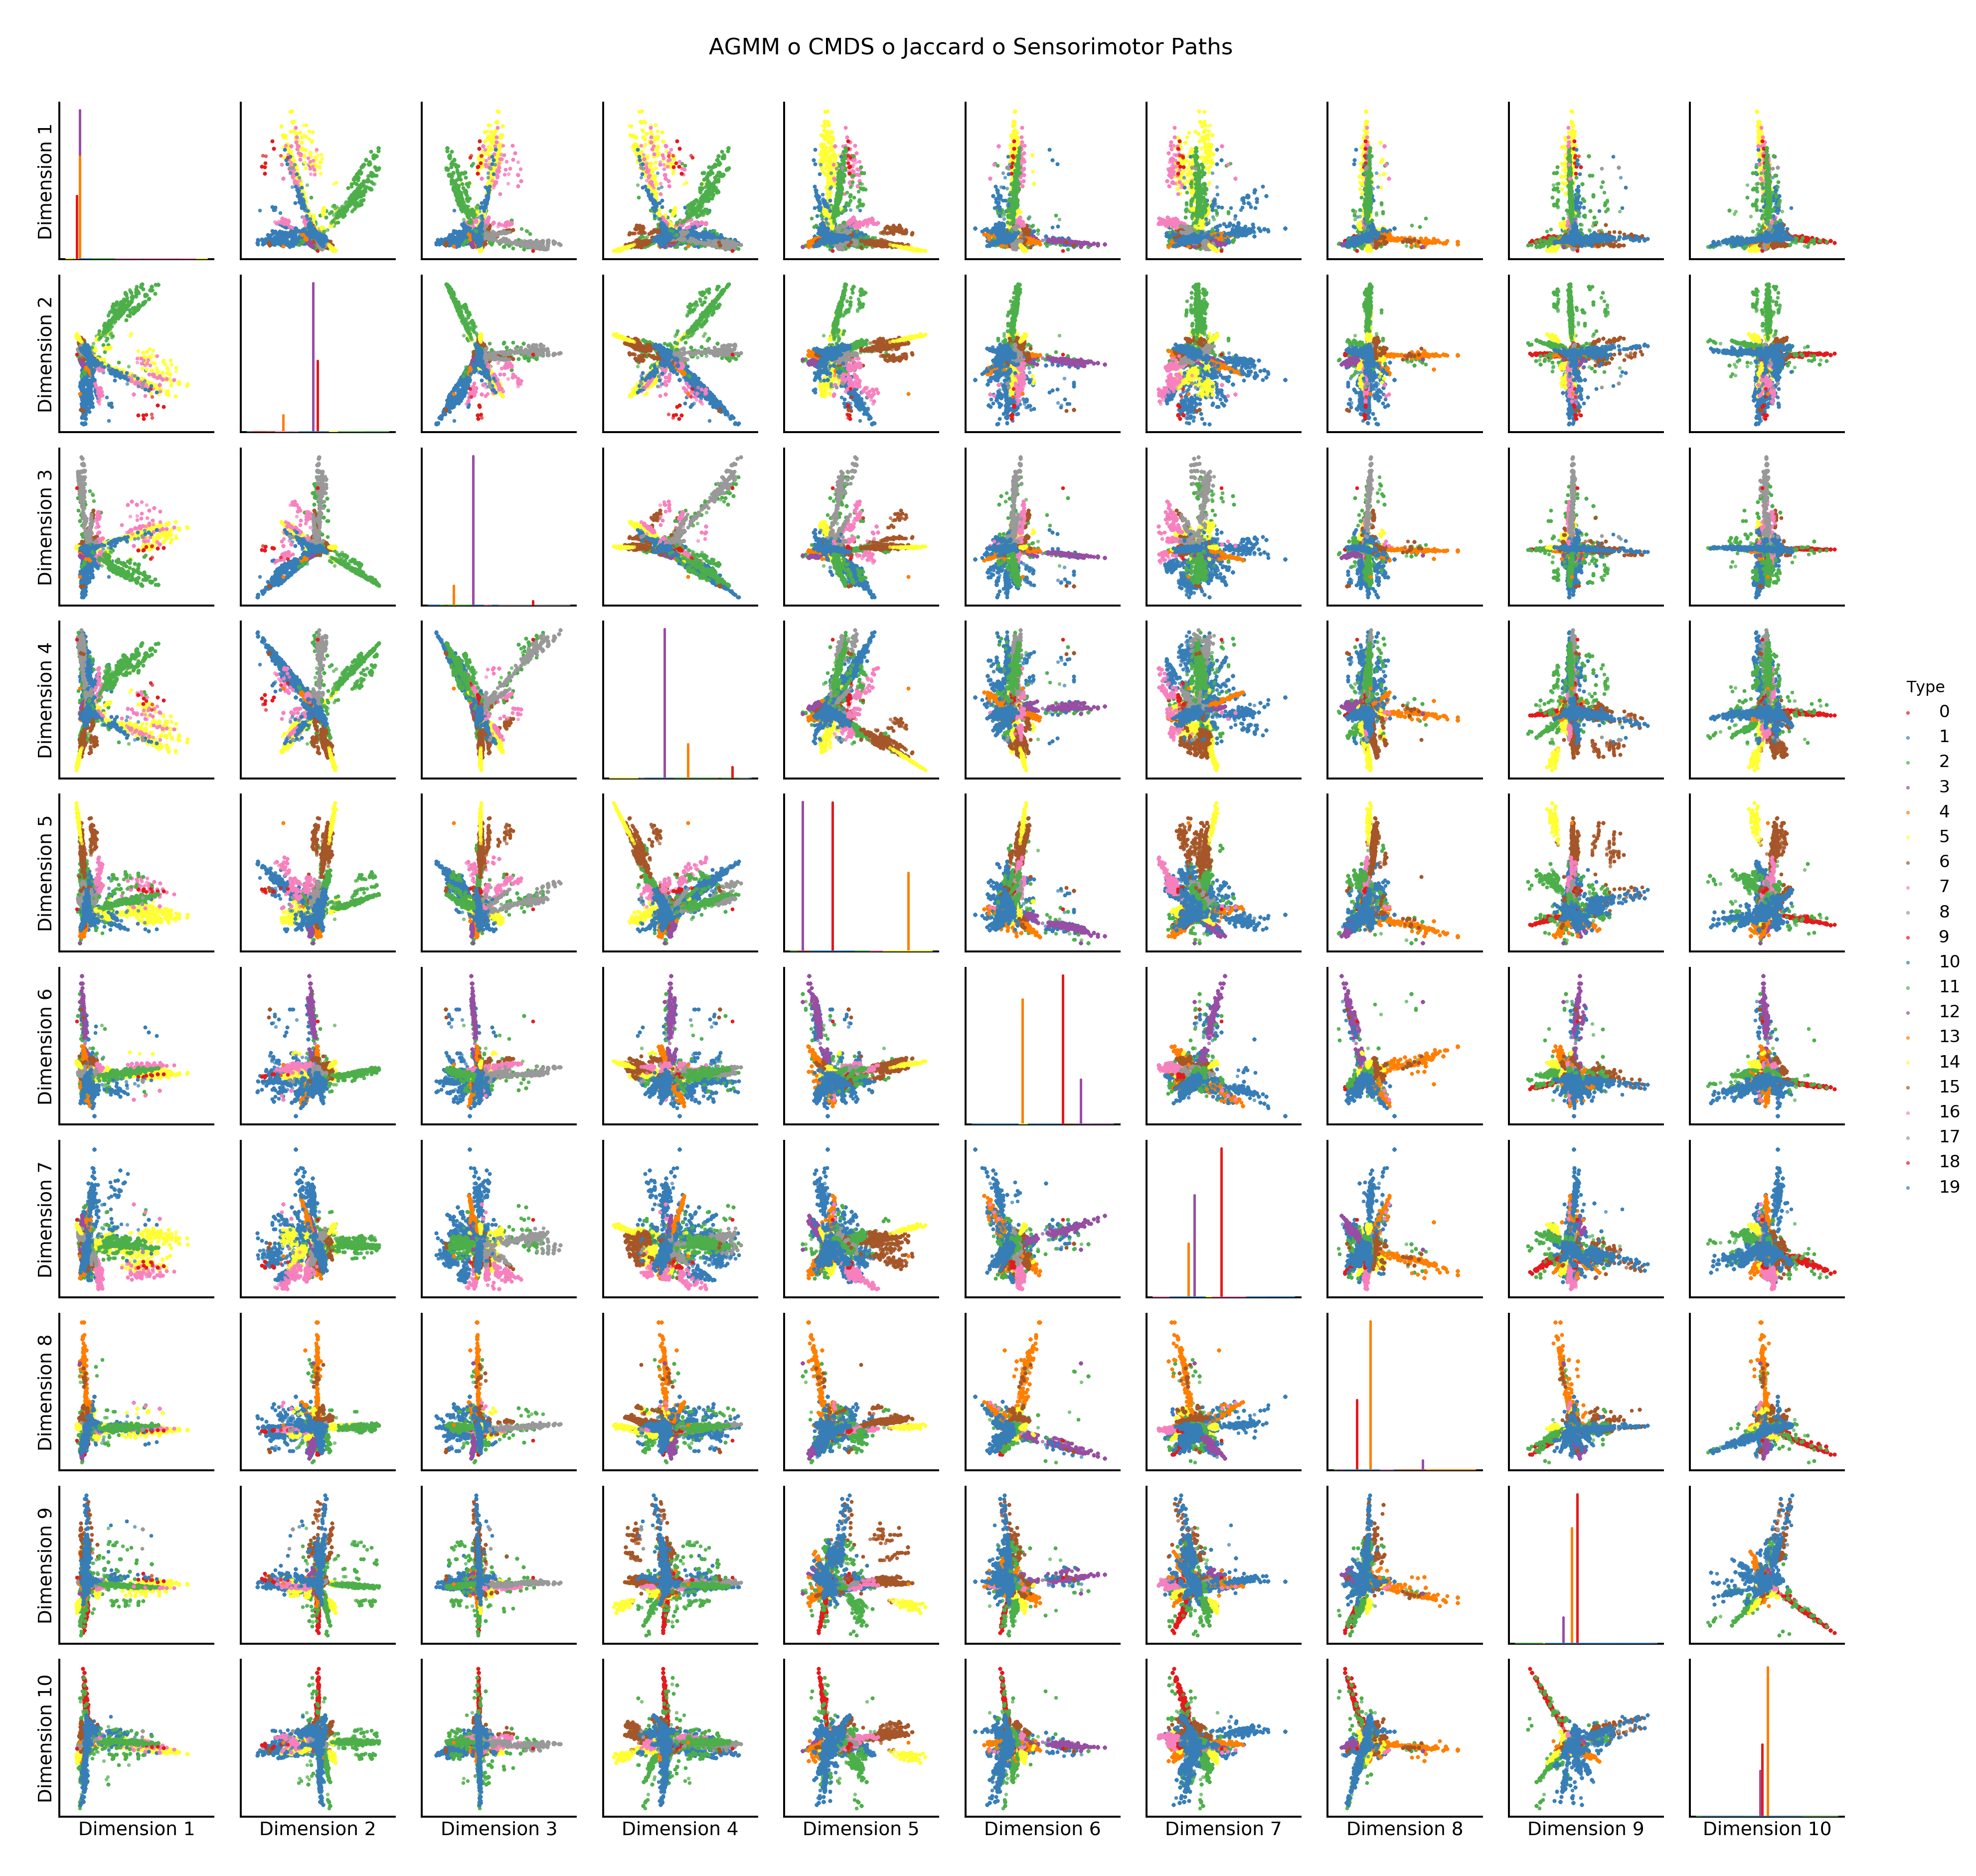 AGMM o CMDS o Jaccard o Sensorimotor Paths
Dimension 1
Dimension 2
Dimension 3
Dimension 4
Dimension 5
Dimension 6
Dimension 7
Dimension 8
Dimension 9
Dimension 10
Dimension 1
Dimension 2
Dimension 3
Dimension 4
Dimension 5
Dimension 6
Dimension 7
Dimension 8
Dimension 9
Dimension 10
Type
0
1
2
3
4
5
6
7
8
9
10
11
12
13
14
15
16
17
18
19